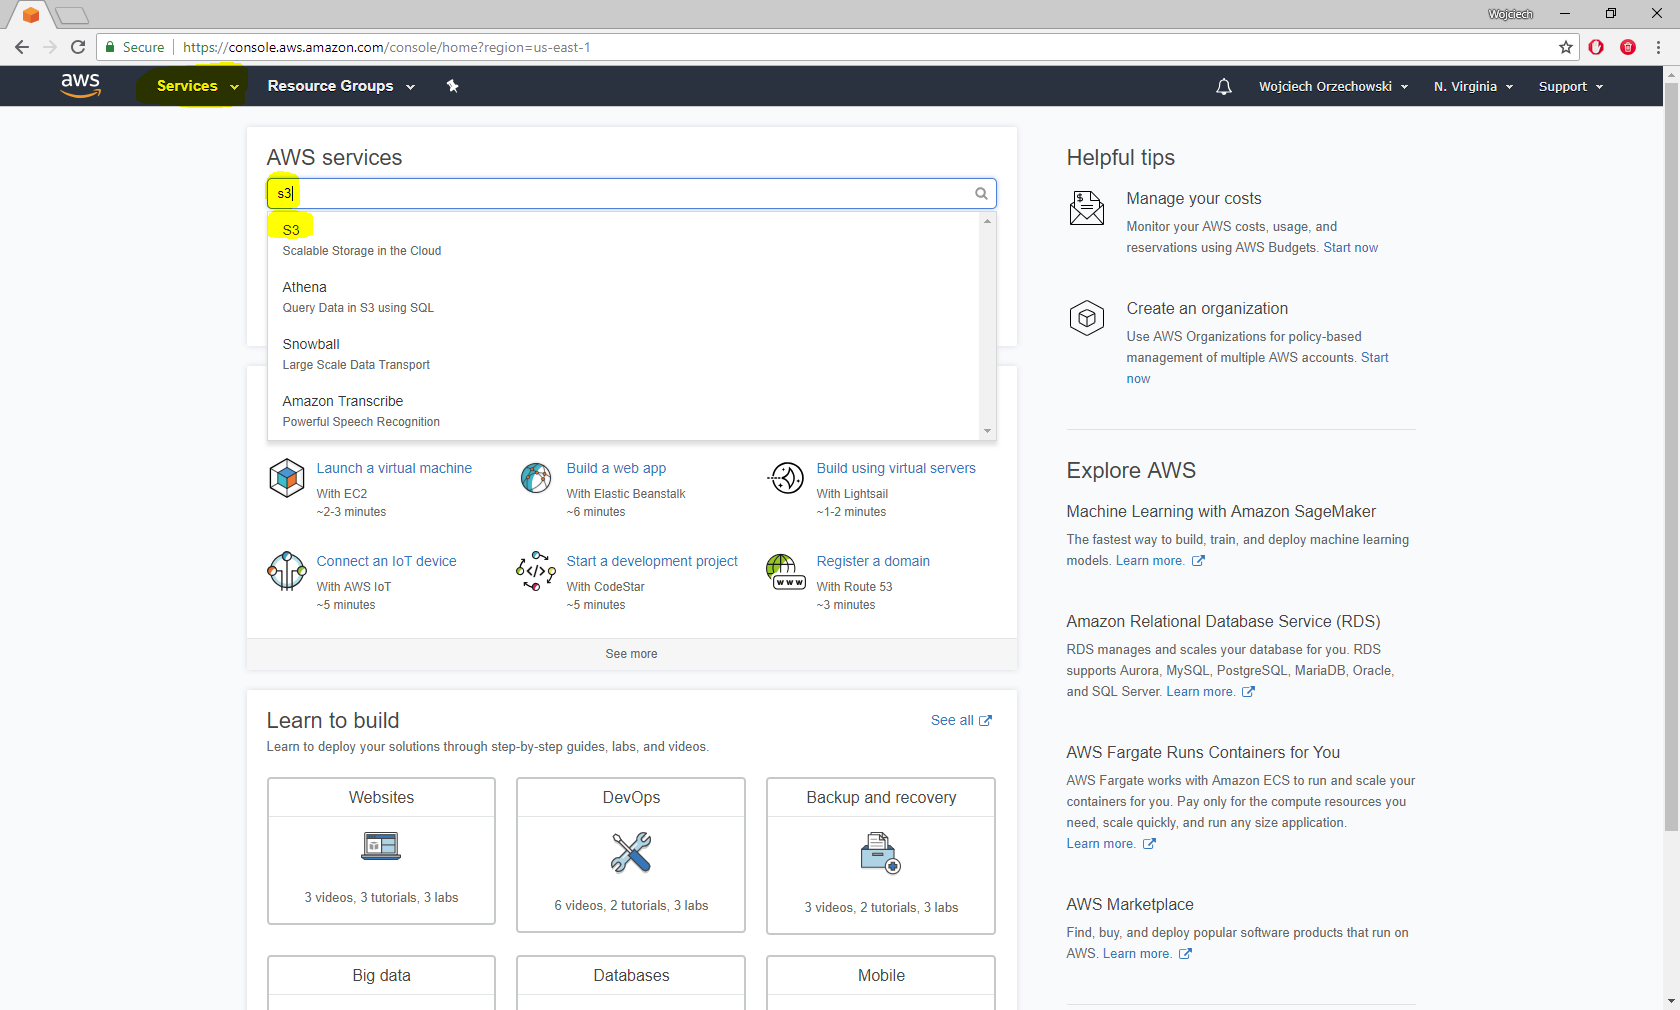 Wojciech
Secure
https://console.aws.amazon.com/console/home?region=us-east-1
aws
Services
Resource Groups
Wojciech Orzechowski
N. Virginia
Support
AWS services
s3
S3
Scalable Storage in the Cloud
Athena
Query Data in S3 using SQL
Snowball
Large Scale Data Transport
Amazon Transcribe
Powerful Speech Recognition
Launch a virtual machine
With EC2
~2-3 minutes
Build a web app
With Elastic Beanstalk
~6 minutes
Build using virtual servers
With Lightsail
~1-2 minutes
Connect an IoT device
With AWS IoT
~5 minutes
Start a development project
With CodeStar
~5 minutes
Register a domain
With Route 53
~3 minutes
www
See more
Learn to build
See all
Learn to deploy your solutions through step-by-step guides, labs, and videos.
Websites
3 videos, 3 tutorials, 3 labs
DevOps
6 videos, 2 tutorials, 3 labs
Backup and recovery
3 videos, 2 tutorials, 3 labs
Big data
Databases
Mobile
Helpful tips
Manage your costs
Monitor your AWS costs, usage, and
reservations using AWS Budgets. Start now
Create an organization
Use AWS Organizations for policy-based
management of multiple AWS accounts. Start
now
Explore AWS
Machine Learning with Amazon SageMaker
The fastest way to build, train, and deploy machine learning
models. Learn more.
Amazon Relational Database Service (RDS)
RDS manages and scales your database for you. RDS
supports Aurora, MySQL, PostgreSQL, MariaDB, Oracle,
and SQL Server. Learn more.
AWS Fargate Runs Containers for You
AWS Fargate works with Amazon ECS to run and scale your
containers for you. Pay only for the compute resources you
need, scale quickly, and run any size application.
Learn more.
AWS Marketplace
Find, buy, and deploy popular software products that run on
AWS. Learn more.